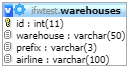 v ifwtest.warehouses
id : int(11)
warehouse : varchar(50)
prefix : varchar(3)
airline : varchar(100)